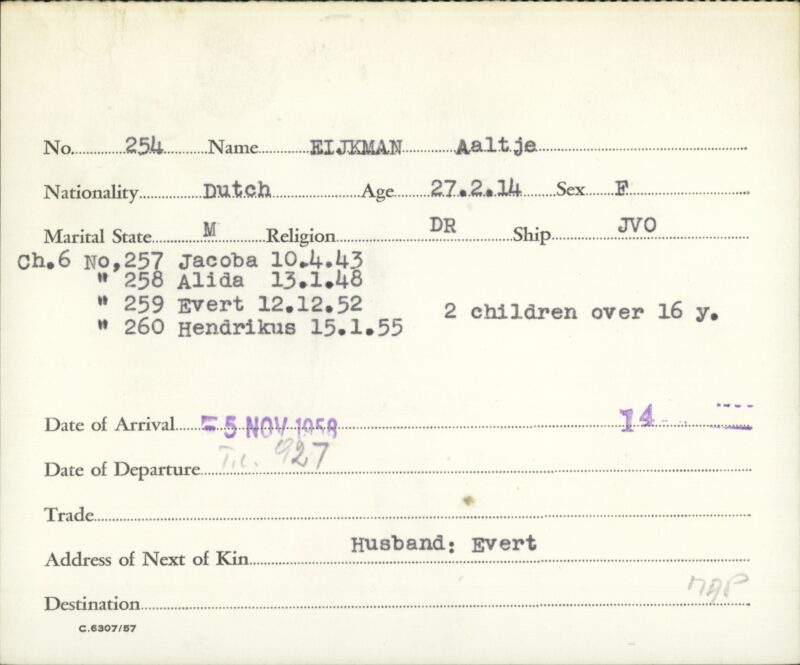 No. 254 Name EIJKMAN Aaltje
Nationality Dutch Age 27.2.14 Sex F
Marital State M Religion DR Ship JVO
Ch.6 No,257 Jacoba 10.4.43
" 258 Alida 13.1.48
" 259 Evert 12.12.52 2 children over 16 y.
" 260 Hendrikus 15.1.55
Date of Arrival -5 NOV 1958 14
Date of Departure T.c. 927
Trade
Address of Next of Kin Husband: Evert
Destination
C.6307/57